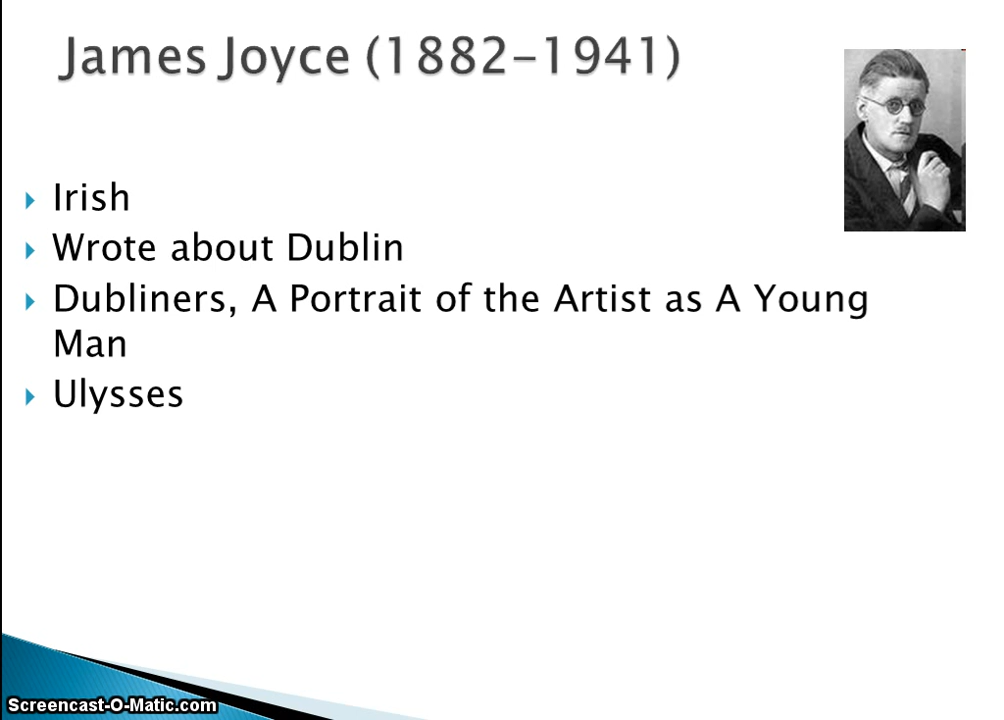 James Joyce (1882-1941)
Irish
Wrote about Dublin
Dubliners, A Portrait of the Artist as A Young
Man
Ulysses
Screencast-O-Matic.com